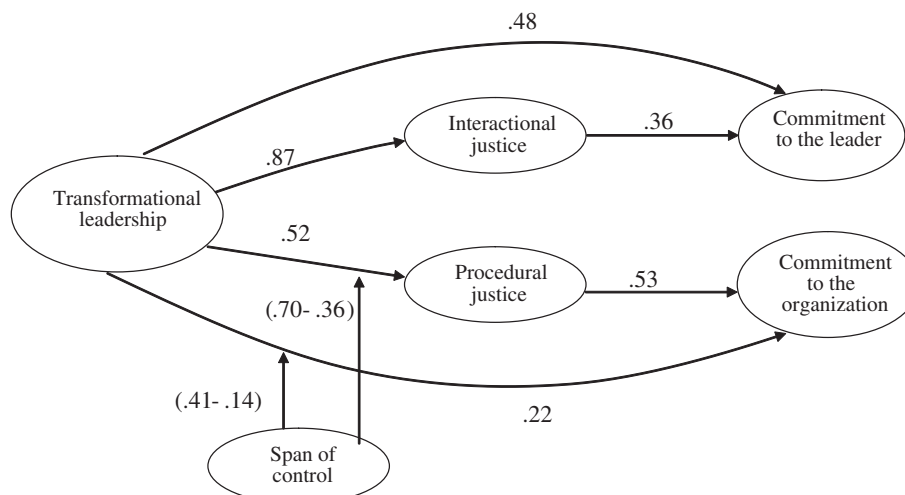 .48
Interactional
justice
.36
Commitment
to the leader
.87
Transformational
leadership
.52
Procedural
justice
.53
Commitment
to the
organization
(.70- .36)
(.41- .14)
.22
Span of
control